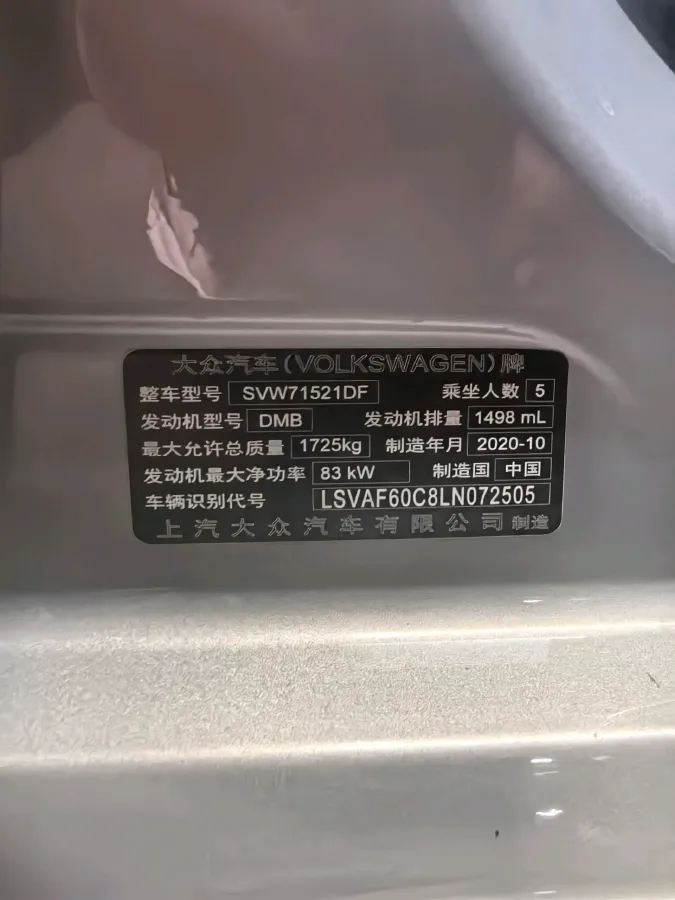 大众汽车(VOLKSWAGEN)牌
整车型号 SVW71521DF 乘坐人数 5
发动机型号 DMB 发动机排量 1498 mL
最大允许总质量 1725kg 制造年月 2020-10
发动机最大净功率 83 kW 制造国 中国
车辆识别代号 LSVAF60C8LN072505
上汽大众汽车有限公司 制造